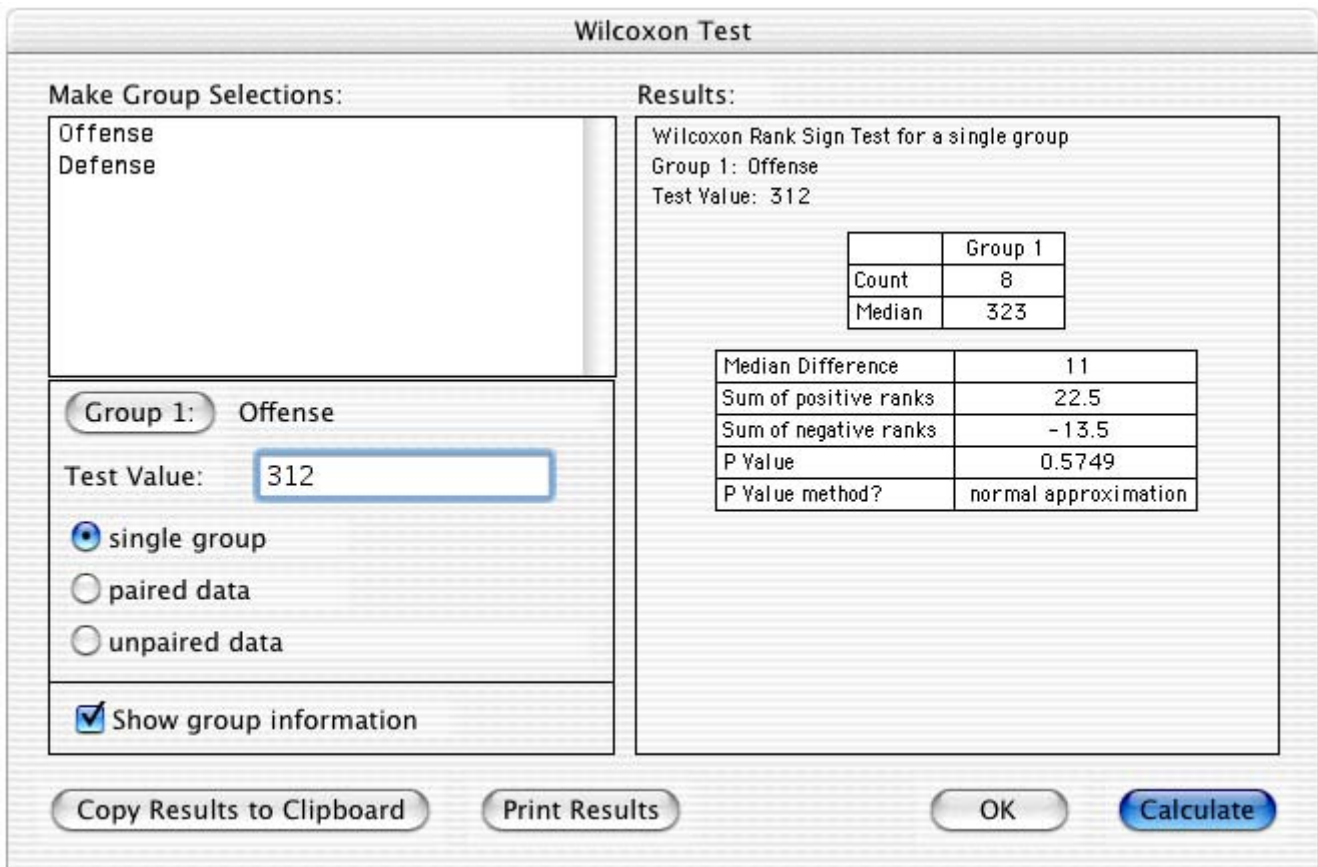 Wilcoxon Test
Make Group Selections:
Offense
Defense
Group 1: Offense
Test Value: 312
single group
paired data
unpaired data
Show group information
Results:
Wilcoxon Rank Sign Test for a single group
Group 1: Offense
Test Value: 312
Group 1
Count 8
Median 323
Median Difference 11
Sum of positive ranks 22.5
Sum of negative ranks -13.5
P Value 0.5749
P Value method? normal approximation
Copy Results to Clipboard Print Results OK Calculate